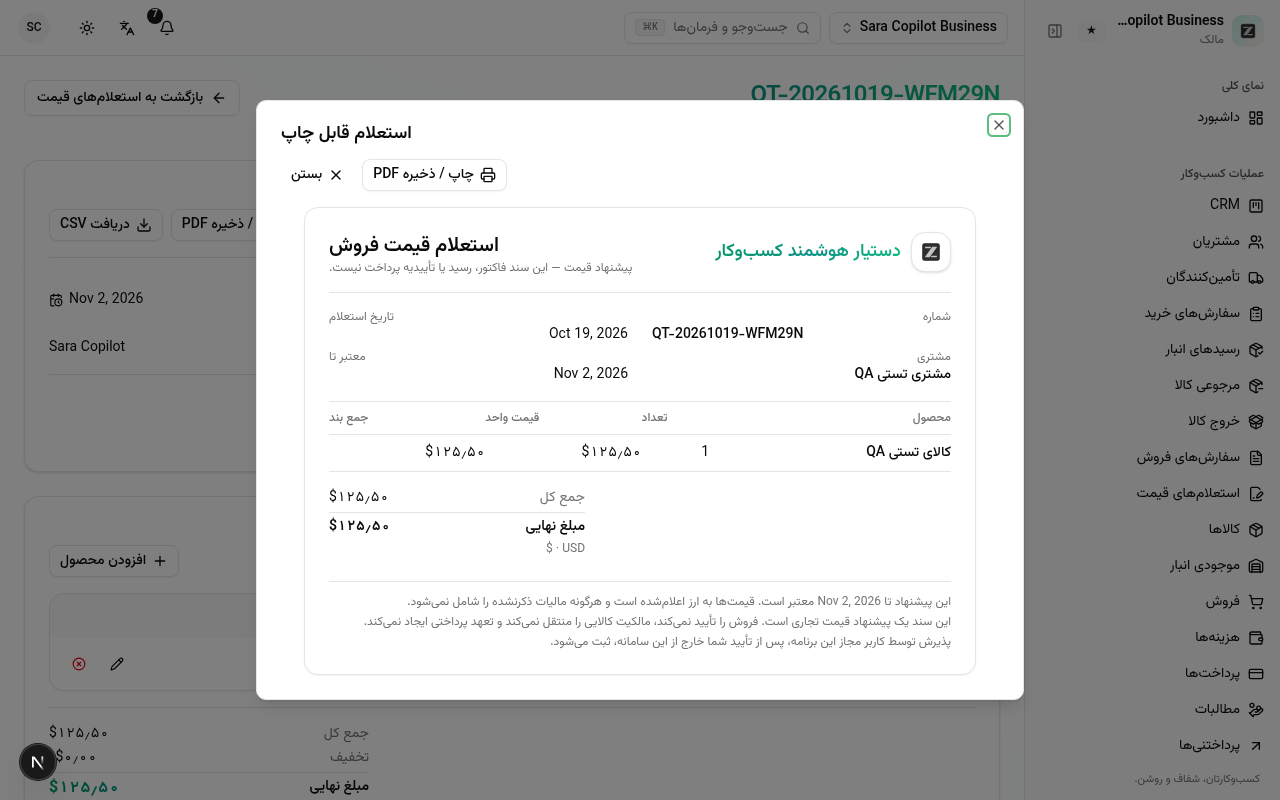 opilot Business...
مالک
Sara Copilot Business
جست‌وجو و فرمان‌ها
⌘K
7
SC
نمای کلی
داشبورد
عملیات کسب‌وکار
CRM
مشتریان
تأمین‌کنندگان
سفارش‌های خرید
رسیدهای انبار
مرجوعی کالا
خروج کالا
سفارش‌های فروش
استعلام‌های قیمت
کالاها
موجودی انبار
فروش
هزینه‌ها
پرداخت‌ها
مطالبات
پرداختنی‌ها
کسب‌وکارتان، شفاف و روشن.
QT-20261019-WFM29N
بازگشت به استعلام‌های قیمت
/ ذخیره PDF
دریافت CSV
Nov 2, 2026
Sara Copilot
افزودن محصول
جمع کل
$۱۲۵٫۵۰
تخفیف
$۰٫۰۰
مبلغ نهایی
$۱۲۵٫۵۰
استعلام قابل چاپ
چاپ / ذخیره PDF
بستن
دستیار هوشمند کسب‌وکار
استعلام قیمت فروش
پیشنهاد قیمت — این سند فاکتور، رسید یا تأییدیه پرداخت نیست.
شماره
QT-20261019-WFM29N
تاریخ استعلام
Oct 19, 2026
مشتری
مشتری تستی QA
معتبر تا
Nov 2, 2026
محصول تعداد قیمت واحد جمع بند
کالای تستی QA 1 $۱۲۵٫۵۰ $۱۲۵٫۵۰
جمع کل $۱۲۵٫۵۰
مبلغ نهایی $۱۲۵٫۵۰
$ · USD
این پیشنهاد تا Nov 2, 2026 معتبر است. قیمت‌ها به ارز اعلام‌شده است و هرگونه مالیات ذکرنشده را شامل نمی‌شود.
این سند یک پیشنهاد قیمت تجاری است. فروش را تأیید نمی‌کند، مالکیت کالایی را منتقل نمی‌کند و تعهد پرداختی ایجاد نمی‌کند.
پذیرش توسط کاربر مجاز این برنامه، پس از تأیید شما خارج از این سامانه، ثبت می‌شود.